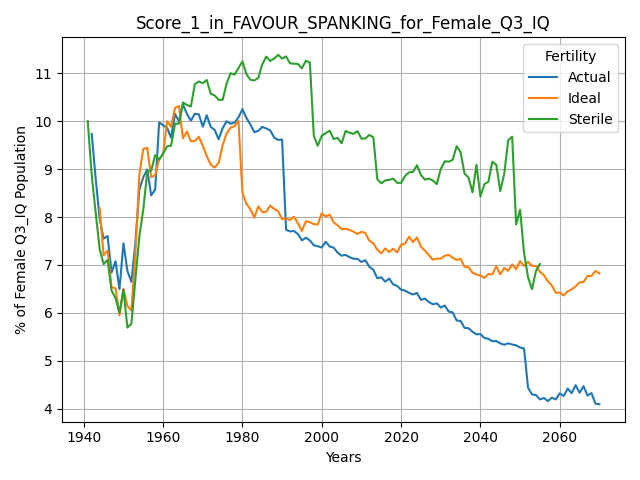 Score_1_in_FAVOUR_SPANKING_for_Female_Q3_IQ
% of Female Q3_IQ Population
11
10
9
8
7
6
5
4
Fertility
Actual
Ideal
Sterile
1940 1960 1980 2000 2020 2040 2060
Years